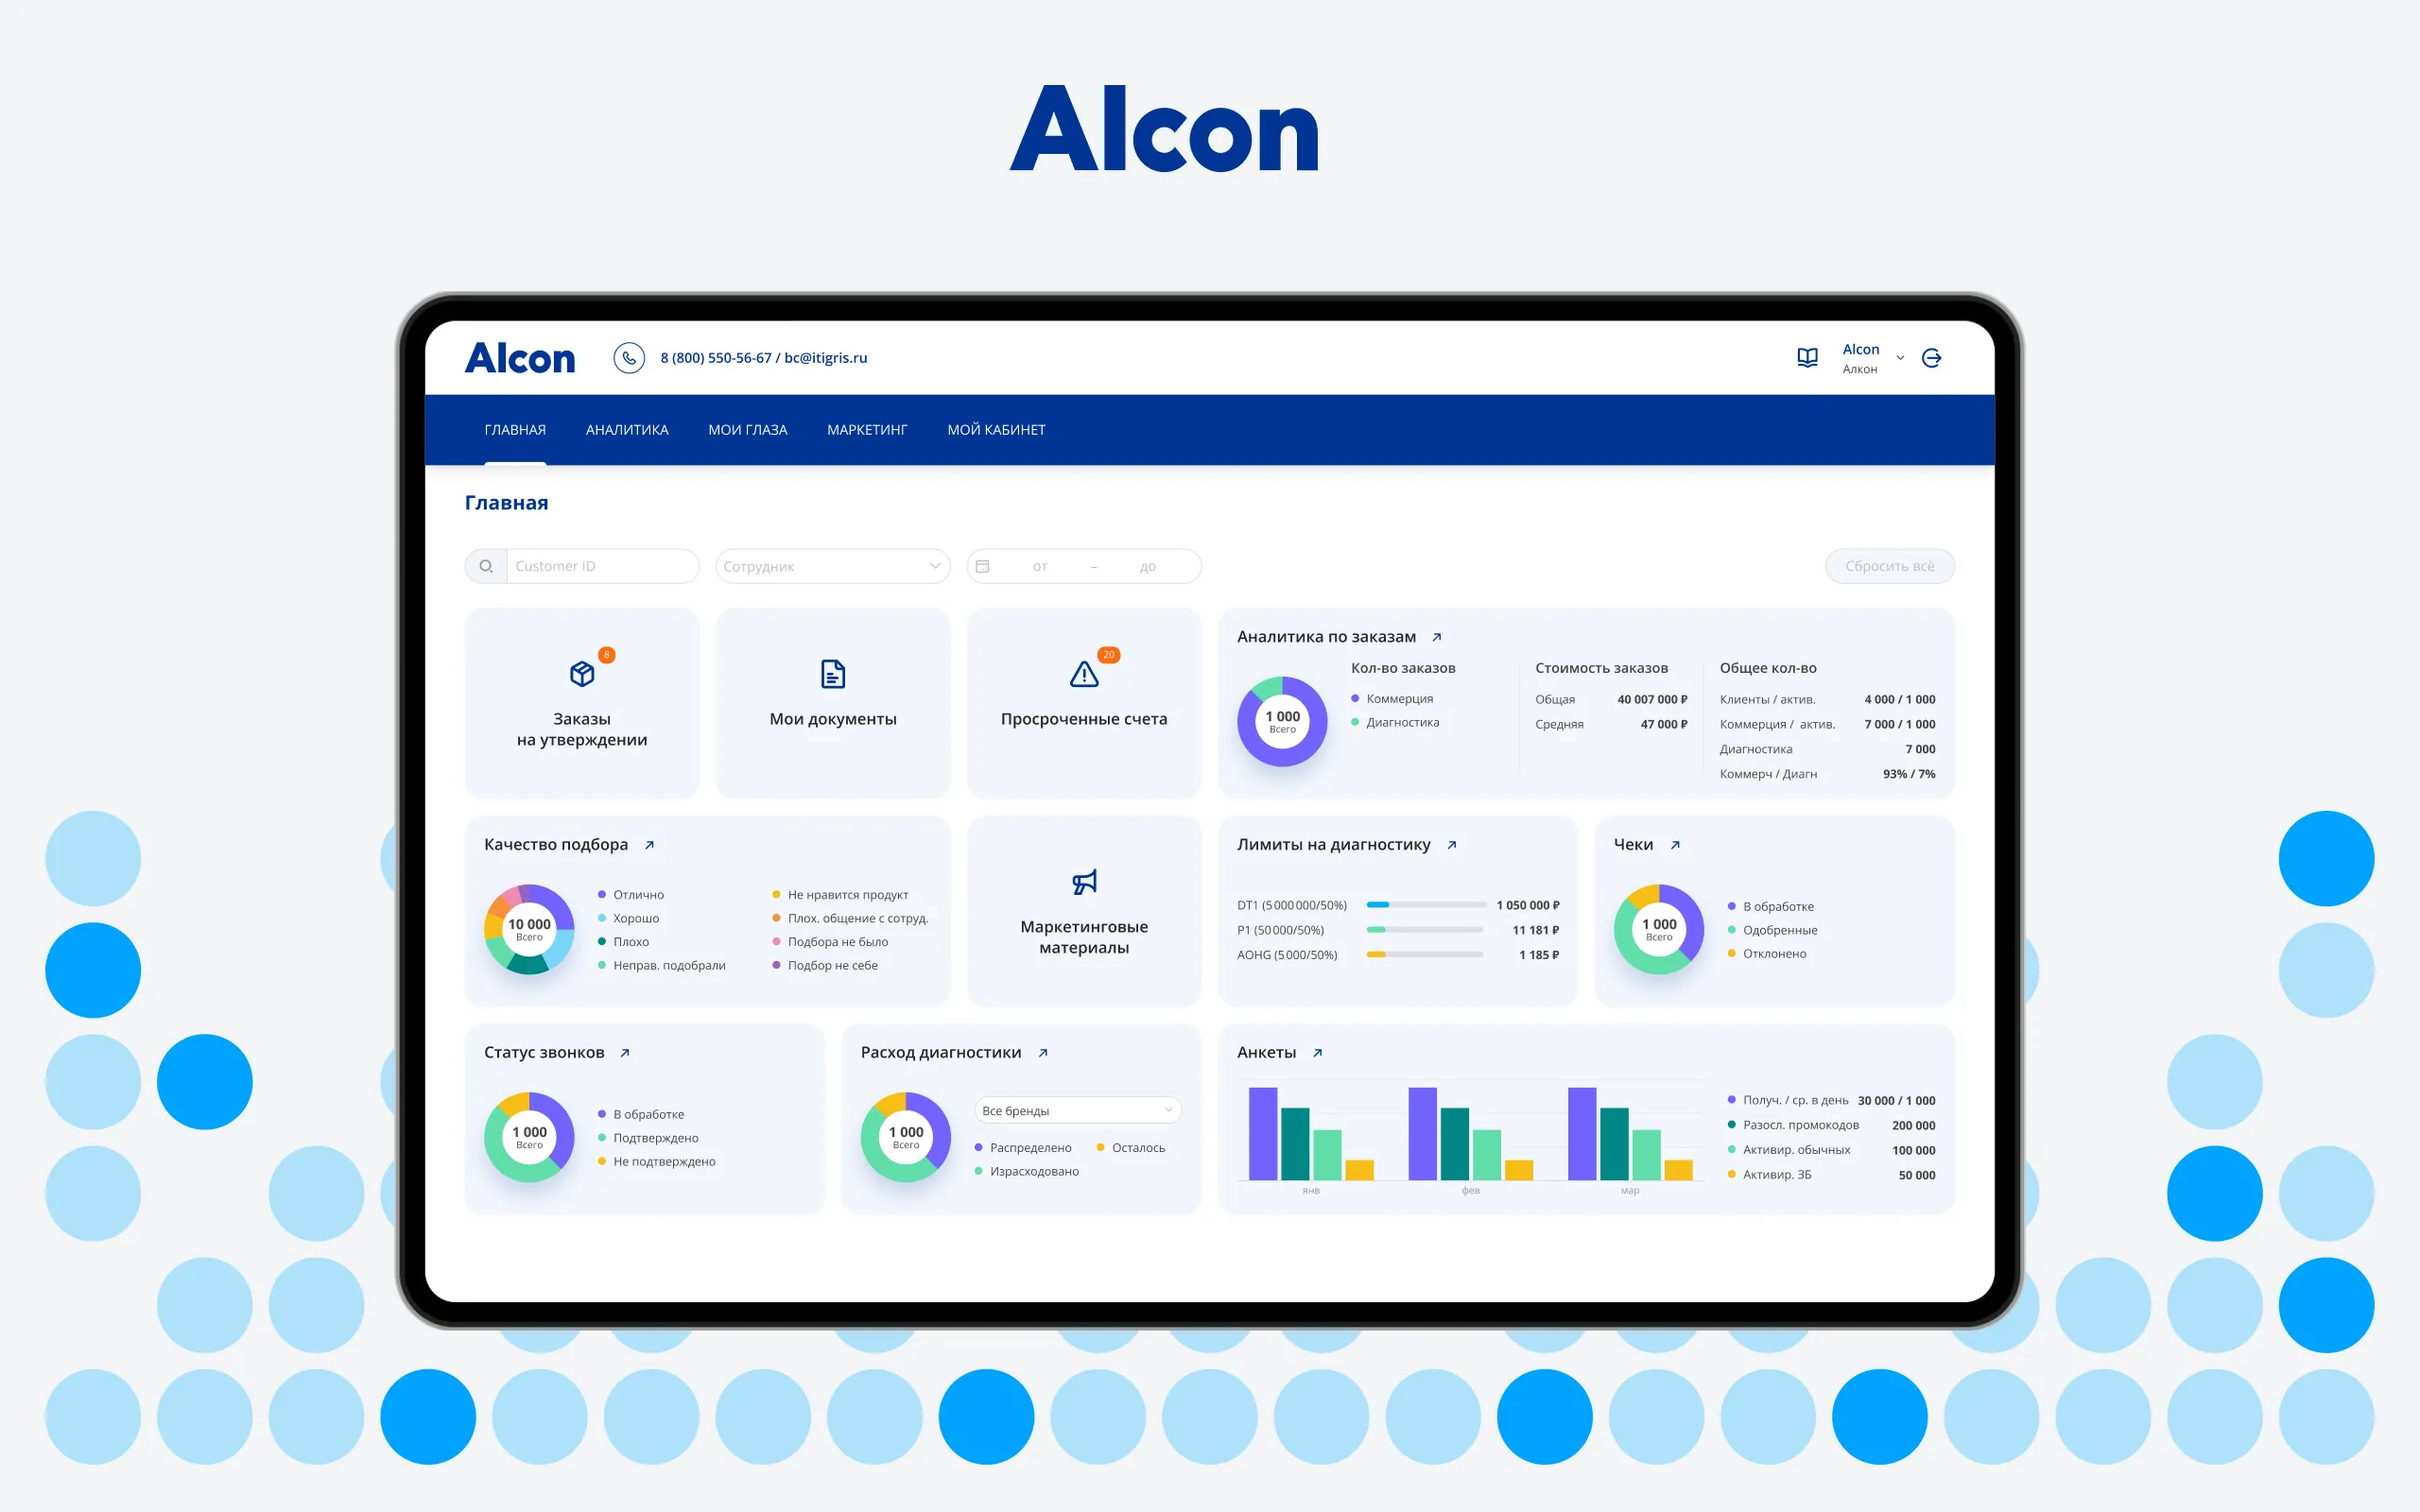 Alcon
Alcon
8 (800) 550-56-67 / bc@itigris.ru
Alcon
Алкон
ГЛАВНАЯ
АНАЛИТИКА
МОИ ГЛАЗА
МАРКЕТИНГ
МОЙ КАБИНЕТ
Главная
Customer ID
Сотрудник
от – до
Сбросить всё
8
Заказы
на утверждении
Мои документы
20
Просроченные счета
Аналитика по заказам
1 000
Всего
Кол-во заказов
Коммерция
Диагностика
Стоимость заказов
Общая 40 007 000 ₽
Средняя 47 000 ₽
Общее кол-во
Клиенты / актив. 4 000 / 1 000
Коммерция / актив. 7 000 / 1 000
Диагностика 7 000
Коммерч / Диагн 93% / 7%
Качество подбора
10 000
Всего
Отлично
Хорошо
Плохо
Неправ. подобрали
Не нравится продукт
Плох. общение с сотруд.
Подбора не было
Подбор не себе
Маркетинговые
материалы
Лимиты на диагностику
DT1 (5 000 000/50%) 1 050 000 ₽
P1 (50 000/50%) 11 181 ₽
AOHG (5 000/50%) 1 185 ₽
Чеки
1 000
Всего
В обработке
Одобренные
Отклонено
Статус звонков
1 000
Всего
В обработке
Подтверждено
Не подтверждено
Расход диагностики
1 000
Всего
Все бренды
Распределено
Осталось
Израсходовано
Анкеты
янв
фев
мар
Получ. / ср. в день 30 000 / 1 000
Разосл. промокодов 200 000
Активир. обычных 100 000
Активир. ЗБ 50 000